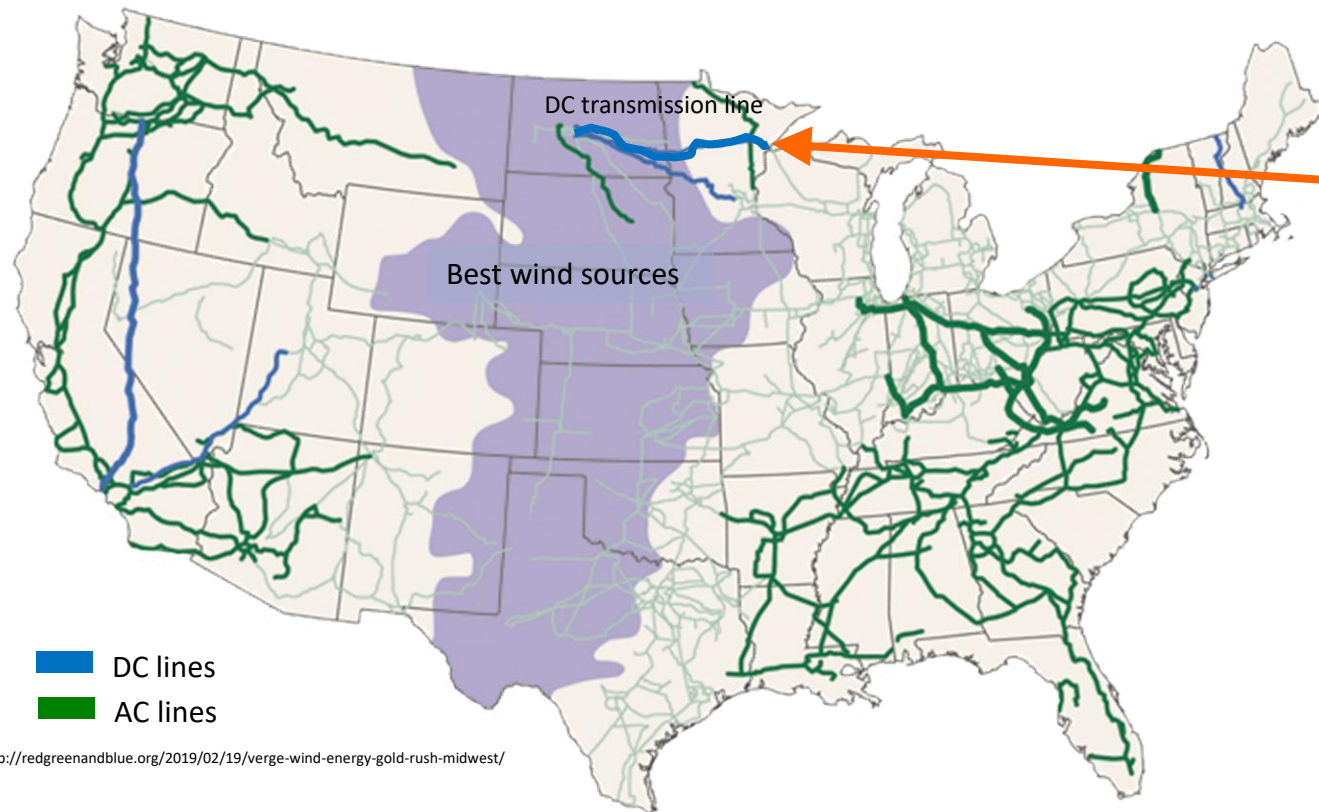 DC transmission line
Best wind sources
DC lines
AC lines
p://redgreenandblue.org/2019/02/19/verge-wind-energy-gold-rush-midwest/